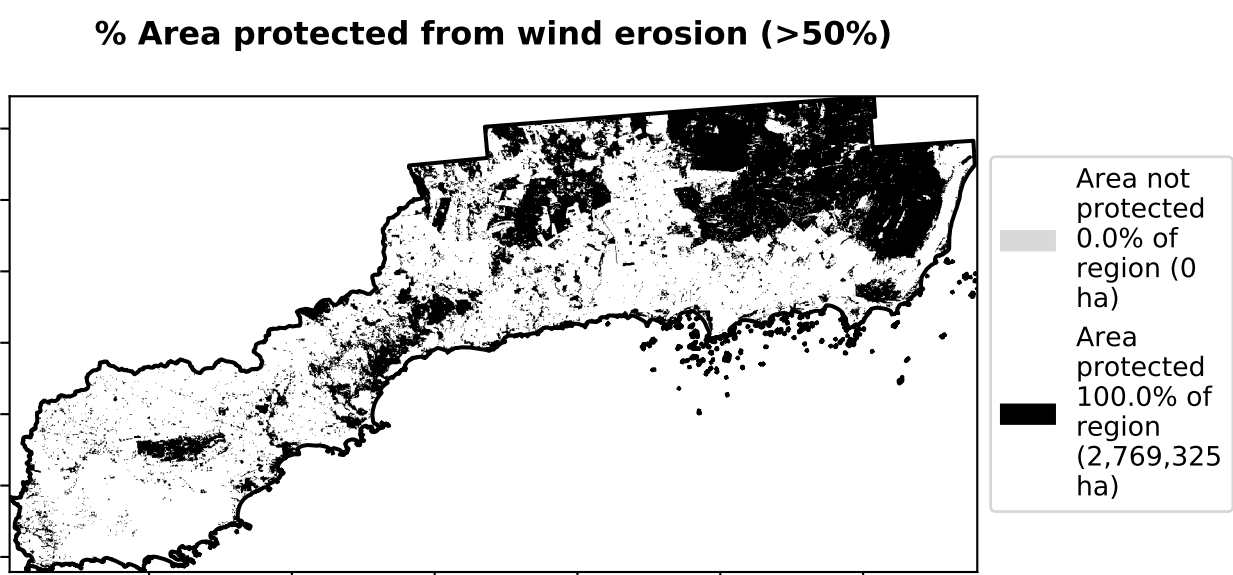 % Area protected from wind erosion (>50%)
Area not
protected
0.0% of
region (0
ha)
Area
protected
100.0% of
region
(2,769,325
ha)